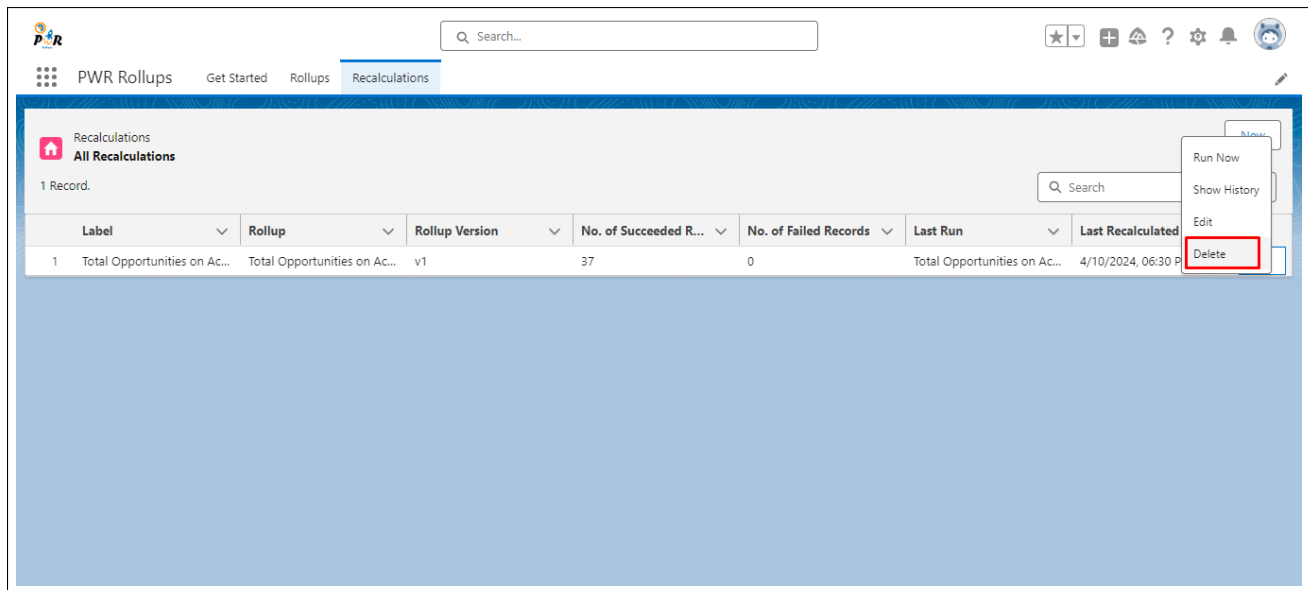 PWR
Search...
PWR Rollups Get Started Rollups Recalculations
Recalculations
All Recalculations
New
1 Record.
Search
Run Now
Show History
Edit
Delete
Label Rollup Rollup Version No. of Succeeded R... No. of Failed Records Last Run Last Recalculated
1 Total Opportunities on Ac... Total Opportunities on Ac... v1 37 0 Total Opportunities on Ac... 4/10/2024, 06:30 P